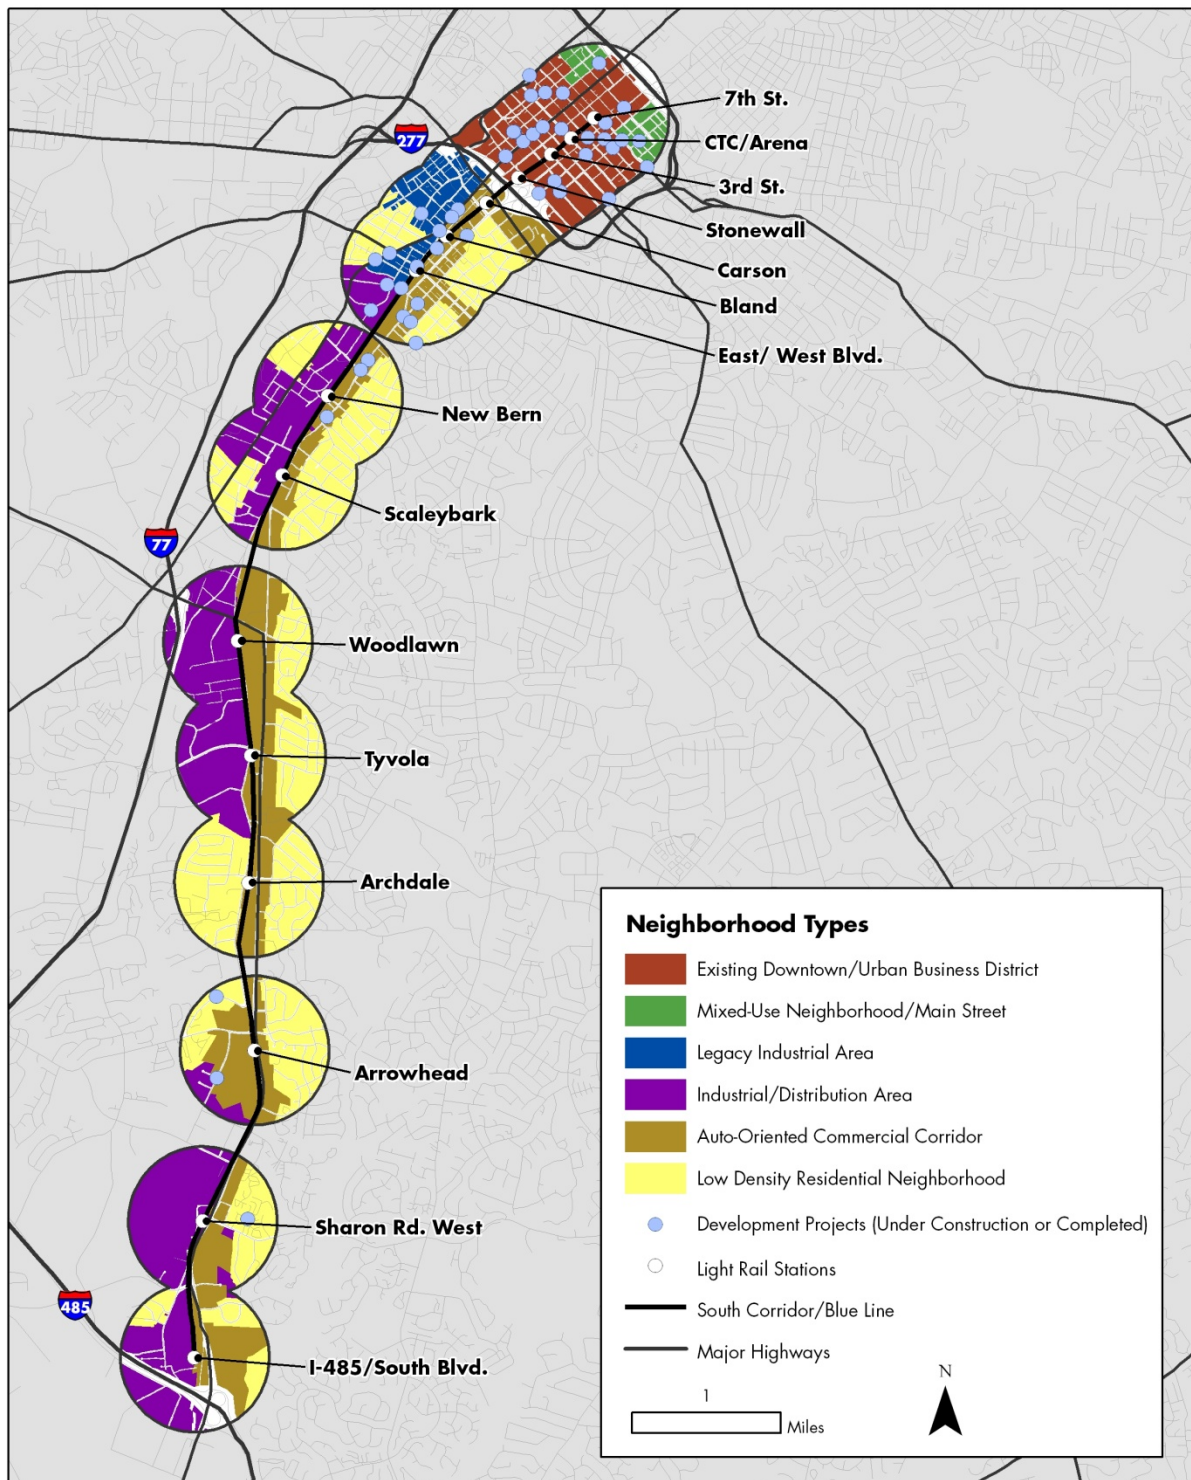 7th St.
277
CTC/Arena
3rd St.
Stonewall
Carson
Bland
East/ West Blvd.
New Bern
Scaleybark
77
Woodlawn
Tyvola
Archdale
Arrowhead
Sharon Rd. West
485
I-485/South Blvd.
Neighborhood Types
Existing Downtown/Urban Business District
Mixed-Use Neighborhood/Main Street
Legacy Industrial Area
Industrial/Distribution Area
Auto-Oriented Commercial Corridor
Low Density Residential Neighborhood
Development Projects (Under Construction or Completed)
Light Rail Stations
South Corridor/Blue Line
Major Highways
N
1
Miles